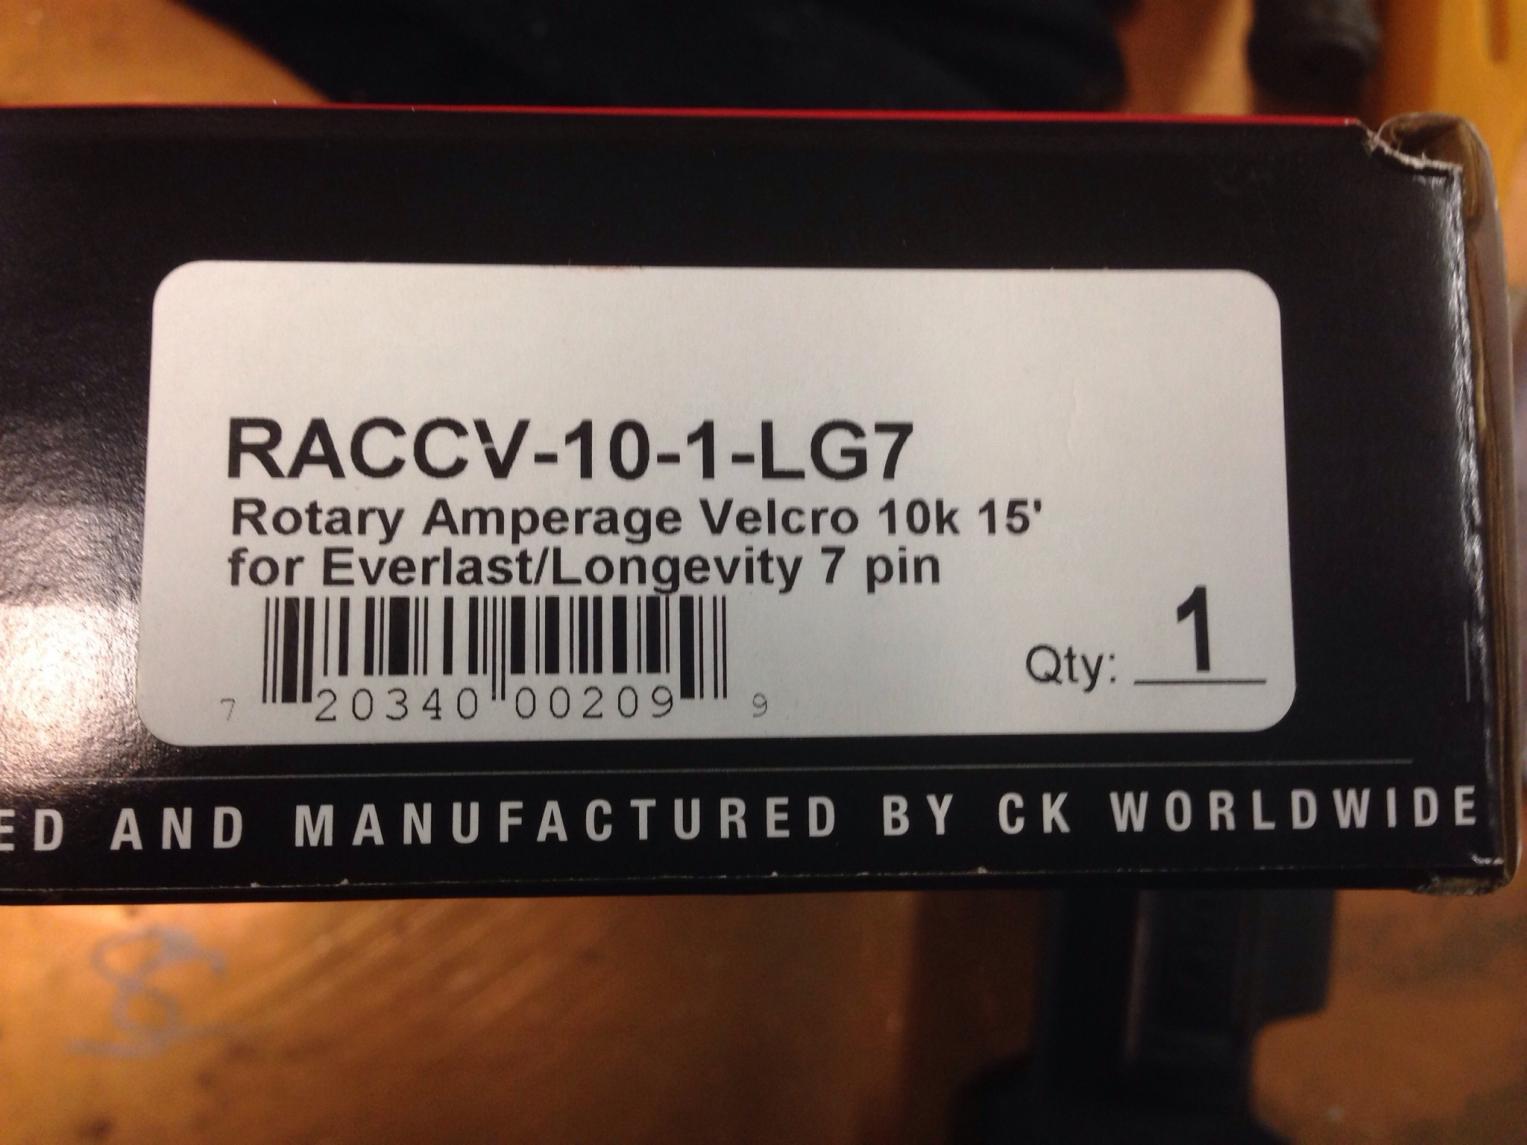 RACCV-10-1-LG7
Rotary Amperage Velcro 10k 15'
for Everlast/Longevity 7 pin
7 20340 00209 9
Qty: 1
ED AND MANUFACTURED BY CK WORLDWIDE